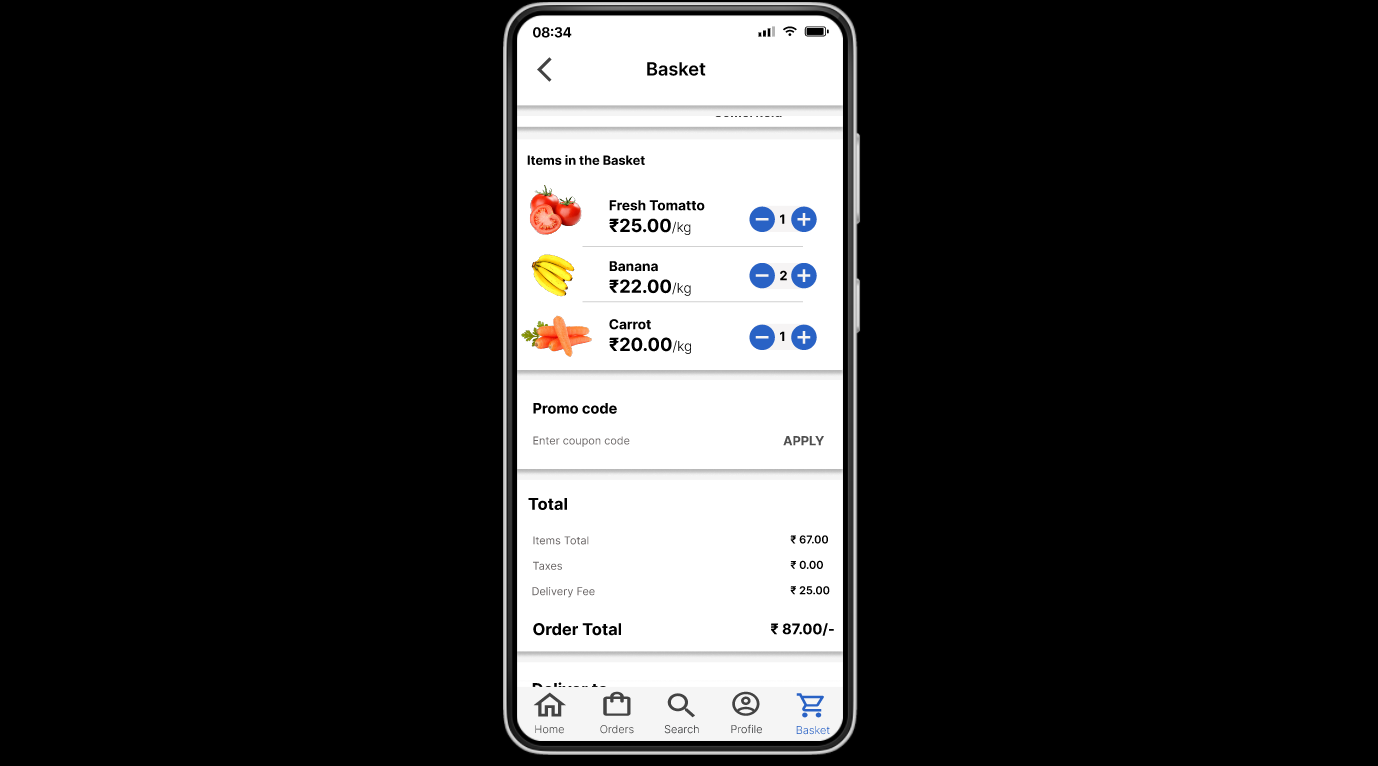 08:34
Basket
Items in the Basket
Fresh Tomatto
₹25.00/kg
1
Banana
₹22.00/kg
2
Carrot
₹20.00/kg
1
Promo code
Enter coupon code
APPLY
Total
Items Total
₹ 67.00
Taxes
₹ 0.00
Delivery Fee
₹ 25.00
Order Total
₹ 87.00/-
Deliver to
Home
Orders
Search
Profile
Basket